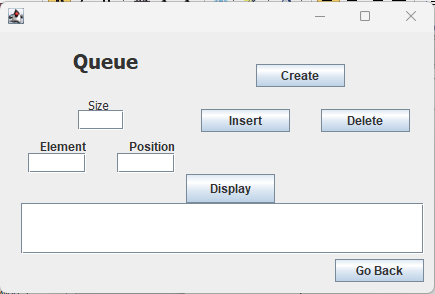 Queue
Create
Size
Insert
Delete
Element
Position
Display
Go Back